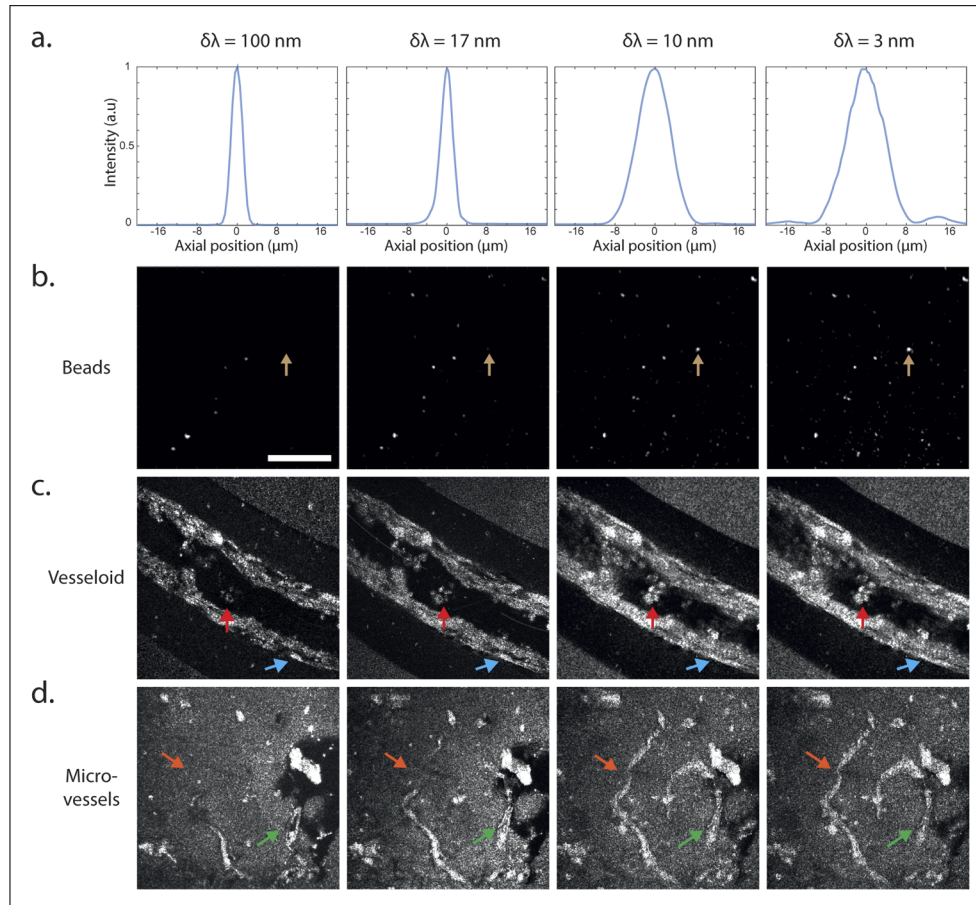 a.
δλ = 100 nm
δλ = 17 nm
δλ = 10 nm
δλ = 3 nm
Intensity (a.u)
1
0.5
0
-16 -8 0 8 16
-16 -8 0 8 16
-16 -8 0 8 16
-16 -8 0 8 16
Axial position (μm)
Axial position (μm)
Axial position (μm)
Axial position (μm)
b.
Beads
c.
Vesseloid
d.
Micro-
vessels